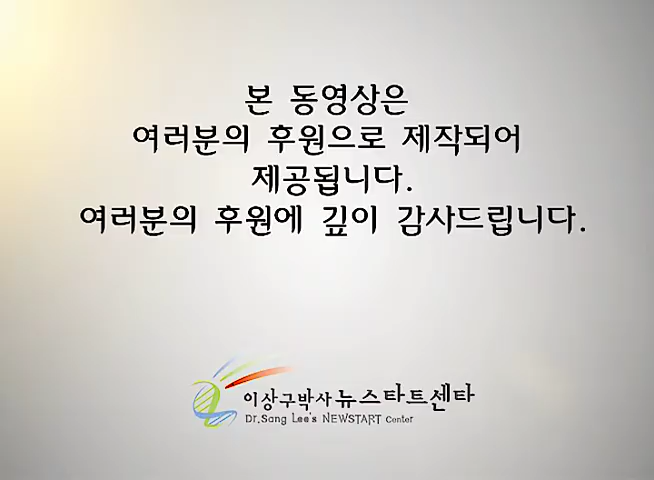 본 동영상은
여러분의 후원으로 제작되어
제공됩니다.
여러분의 후원에 깊이 감사드립니다.
이상구박사 뉴스타트센타
Dr.Sang Lee's NEWSTART Center